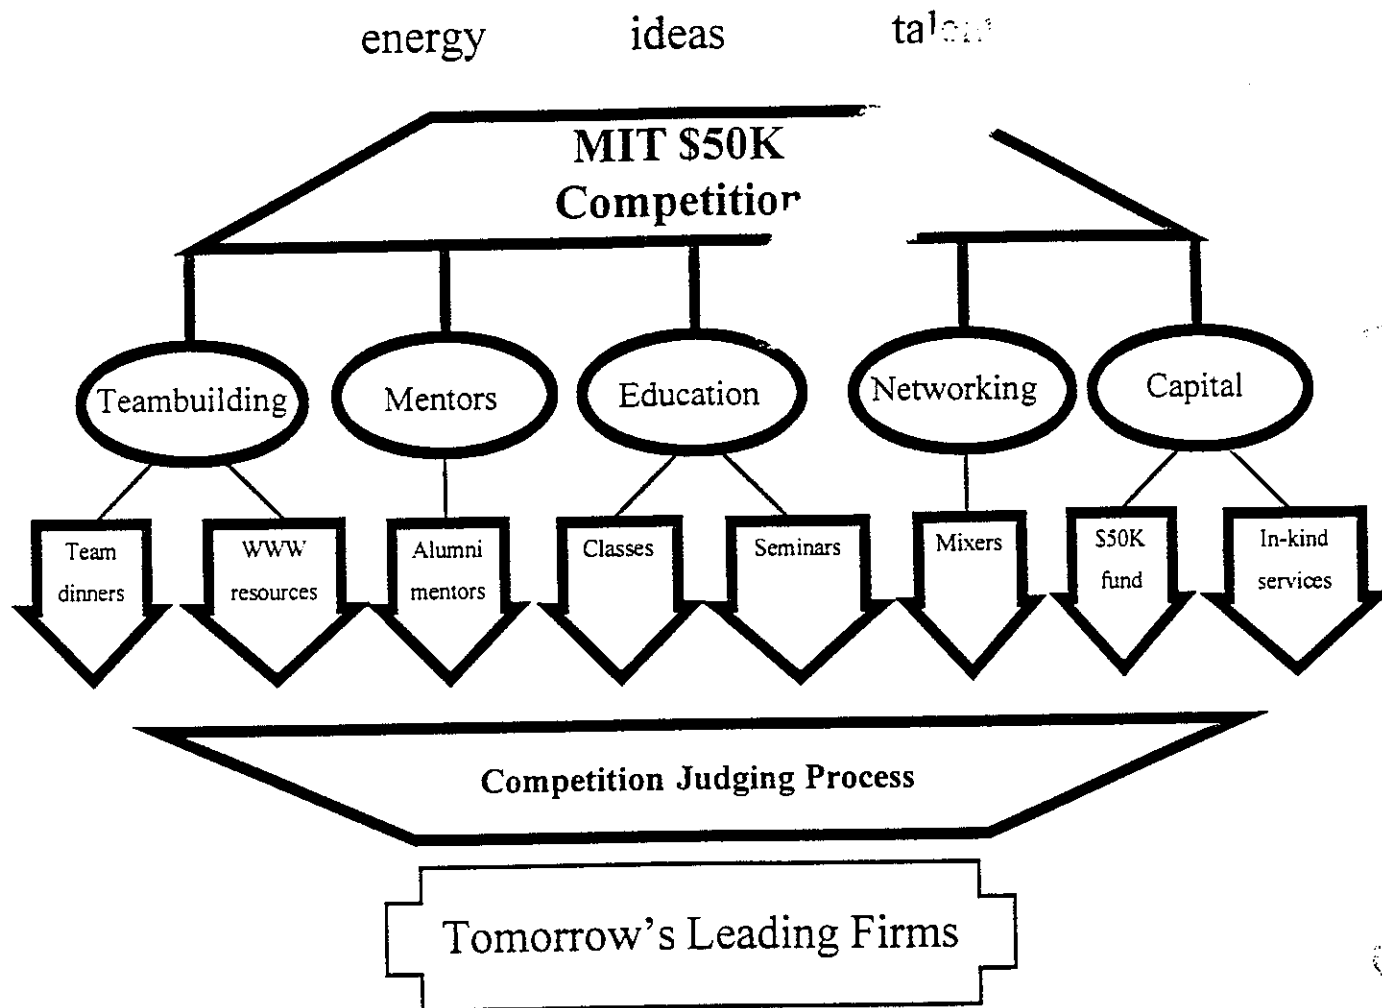 energy ideas
MIT $50K
Competition
Teambuilding Mentors Education Networking Capital
Team WWW Alumni Classes Seminars Mixers $50K In-kind
dinners resources mentors fund services
Competition Judging Process
Tomorrow's Leading Firms